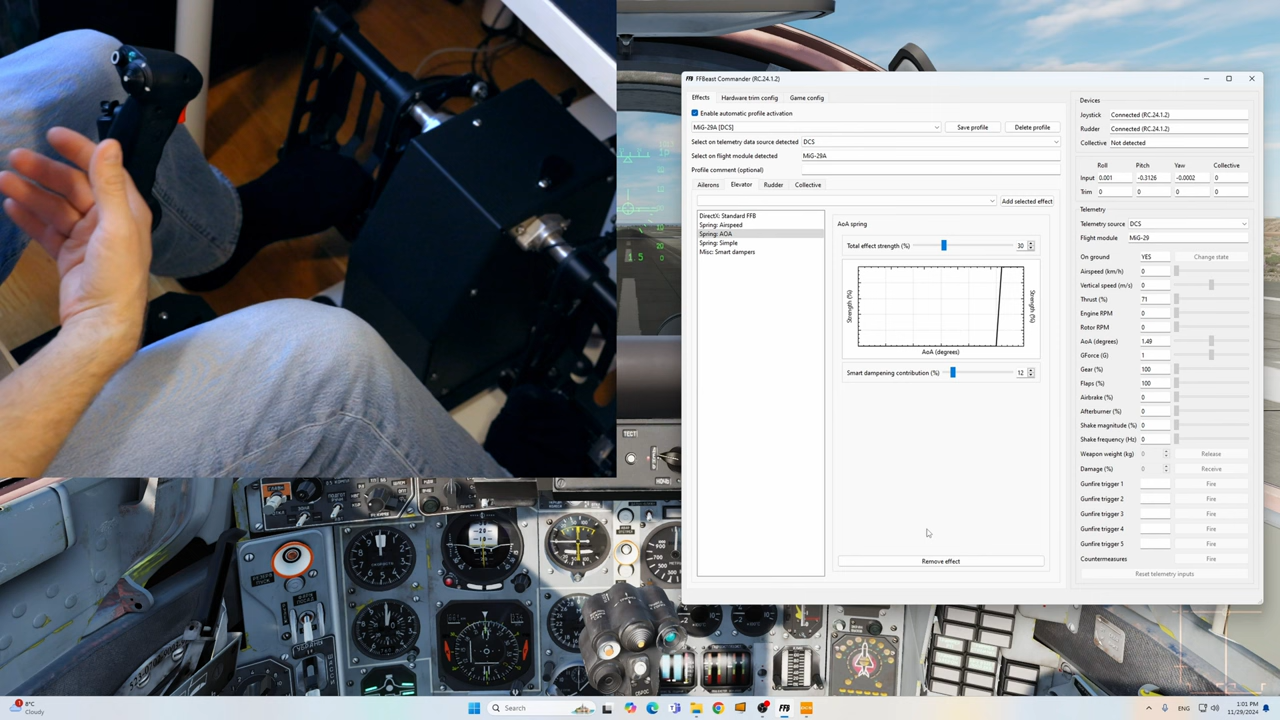 FFBeast Commander (RC.24.1.2)
Effects Hardware trim config Game config
Enable automatic profile activation
MiG-29A [DCS] Save profile Delete profile
Select on telemetry data source detected DCS
Select on flight module detected MiG-29A
Profile comment (optional)
Ailerons Elevator Rudder Collective
Add selected effect
DirectX: Standard FFB
Spring: Airspeed
Spring: AOA
Spring: Simple
Misc: Smart dampers
AoA spring
Total effect strength (%) 30
Strength (%)
Strength (%)
AoA (degrees)
Smart dampening contribution (%) 12
Remove effect
Devices
Joystick Connected (RC.24.1.2)
Rudder Connected (RC.24.1.2)
Collective Not detected
Roll Pitch Yaw Collective
Input 0.001 -0.3126 -0.0002 0
Trim 0 0 0 0
Telemetry
Telemetry source DCS
Flight module MiG-29
On ground YES Change state
Airspeed (km/h) 0
Vertical speed (m/s) 0
Thrust (%) 71
Engine RPM 0
Rotor RPM 0
AoA (degrees) 1.49
GForce (G) 1
Gear (%) 100
Flaps (%) 100
Airbrake (%) 0
Afterburner (%) 0
Shake magnitude (%) 0
Shake frequency (Hz) 0
Weapon weight (kg) 0 Release
Damage (%) 0 Receive
Gunfire trigger 1 Fire
Gunfire trigger 2 Fire
Gunfire trigger 3 Fire
Gunfire trigger 4 Fire
Gunfire trigger 5 Fire
Countermeasures Fire
Reset telemetry inputs
1.5
ТЕСТ
8°C
Cloudy
Search
FFB
ENG
1:01 PM
11/29/2024